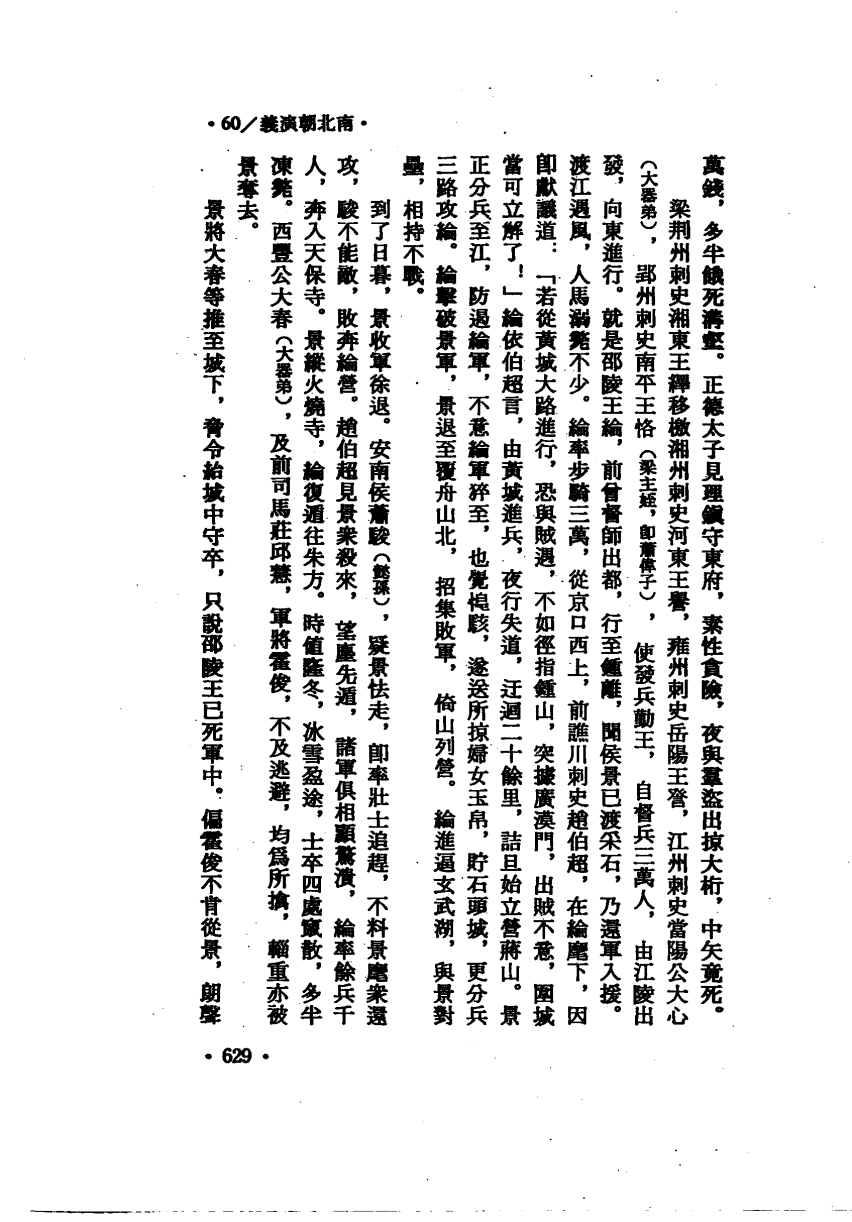 •60／義演朝北南•
萬錢，多半餓死溝壑。正德太子見理鎭守東府，素性貪險，夜與羣盜出掠大桁，中矢竟死。
梁荆州刺史湘東王繹移檄湘州刺史河東王譽，雍州刺史岳陽王詧，江州刺史當陽公大心
（大器弟），郢州刺史南平王恪（梁主姪，卽蕭偉子），使發兵勤王，自督兵三萬人，由江陵出
發，向東進行。就是邵陵王綸，前曾督師出都，行至鍾離，聞侯景已渡采石，乃還軍入援。
渡江遇風，人馬溺斃不少。綸率步騎三萬，從京口西上，前譙川刺史趙伯超，在綸麾下，因
卽獻議道：「若從黃城大路進行，恐與賊遇，不如徑指鍾山，突據廣漠門，出賊不意，圍城
當可立解了！」綸依伯超言，由黃城進兵，夜行失道，迂迴二十餘里，詰旦始立營蔣山。景
正分兵至江，防遏綸軍，不意綸軍猝至，也覺惶駭，遂送所掠婦女玉帛，貯石頭城，更分兵
三路攻綸。綸擊破景軍，景退至覆舟山北，招集敗軍，倚山列營。綸進逼玄武湖，與景對
壘，相持不戰。
到了日暮，景收軍徐退。安南侯蕭駿（懿孫），疑景怯走，卽率壯士追趕，不料景麾衆還
攻，駿不能敵，敗奔綸營。趙伯超見景衆殺來，望塵先遁，諸軍俱相顧驚潰，綸率餘兵千
人，奔入天保寺。景縱火燒寺，綸復遁往朱方。時値隆冬，冰雪盈途，士卒四處竄散，多半
凍斃。西豐公大春（大器弟），及前司馬莊邱慧，軍將霍俊，不及逃避，均爲所擒，輜重亦被
景奪去。
景將大春等推至城下，脅令紿城中守卒，只說邵陵王已死軍中。偏霍俊不肯從景，朗聲
•629•